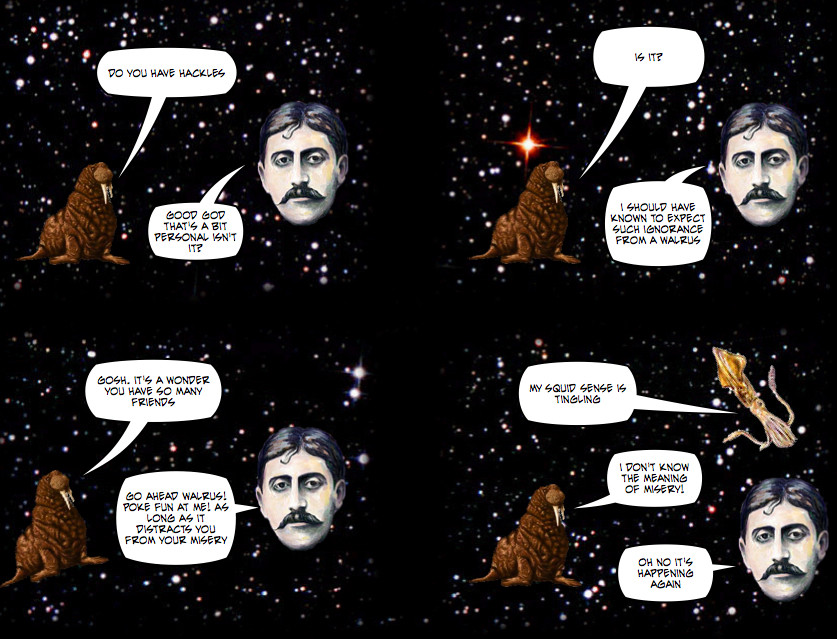 DO YOU HAVE HACKLES
GOOD GOD
THAT'S A BIT
PERSONAL ISN'T
IT?
IS IT?
I SHOULD HAVE
KNOWN TO EXPECT
SUCH IGNORANCE
FROM A WALRUS
GOSH. IT'S A WONDER
YOU HAVE SO MANY
FRIENDS
GO AHEAD WALRUS!
POKE FUN AT ME! AS
LONG AS IT
DISTRACTS YOU
FROM YOUR MISERY
MY SQUID SENSE IS
TINGLING
I DON'T KNOW
THE MEANING
OF MISERY!
OH NO IT'S
HAPPENING
AGAIN